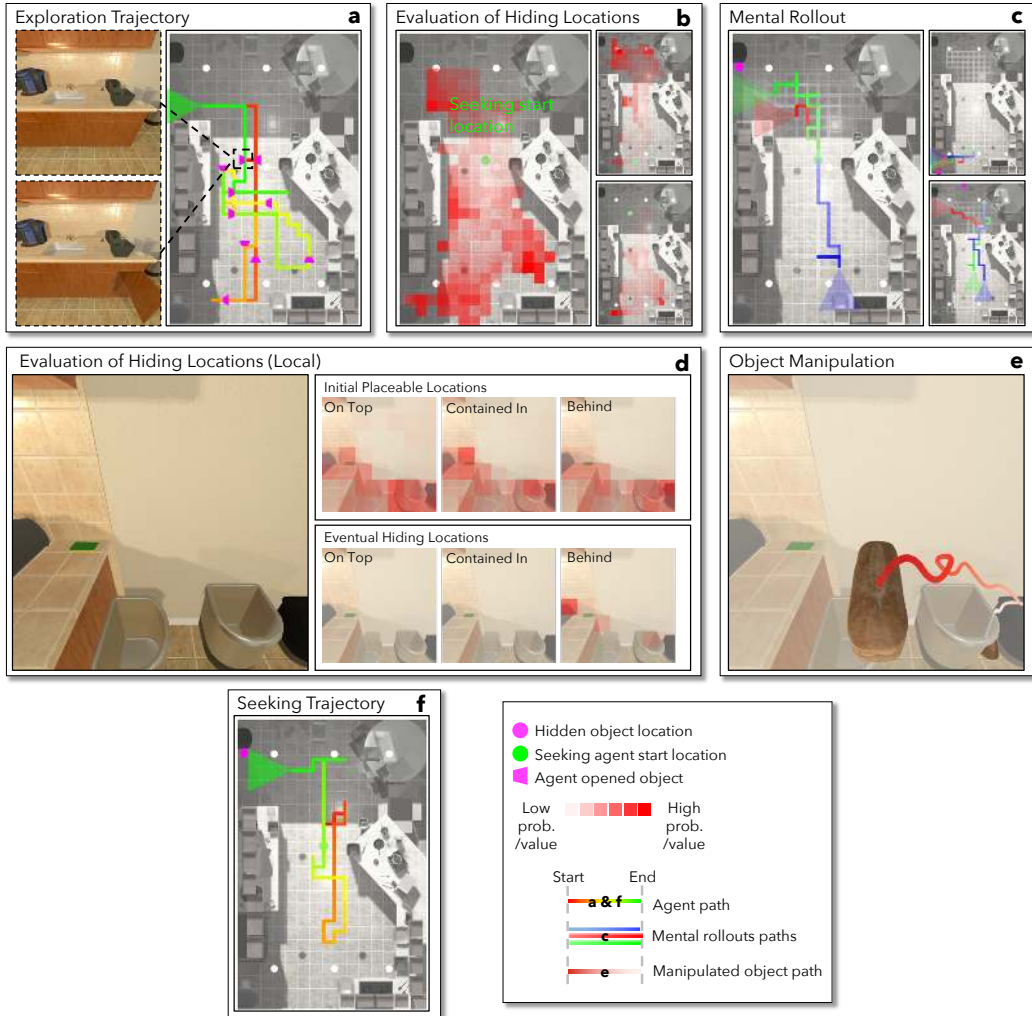 Exploration Trajectory a
Evaluation of Hiding Locations b
Seeking start
location
Mental Rollout c
Evaluation of Hiding Locations (Local) d
Initial Placeable Locations
On Top Contained In Behind
Eventual Hiding Locations
On Top Contained In Behind
Object Manipulation e
Seeking Trajectory f
Hidden object location
Seeking agent start location
Agent opened object
Low
prob.
/value
High
prob.
/value
Start End
a & f Agent path
c Mental rollouts paths
e Manipulated object path